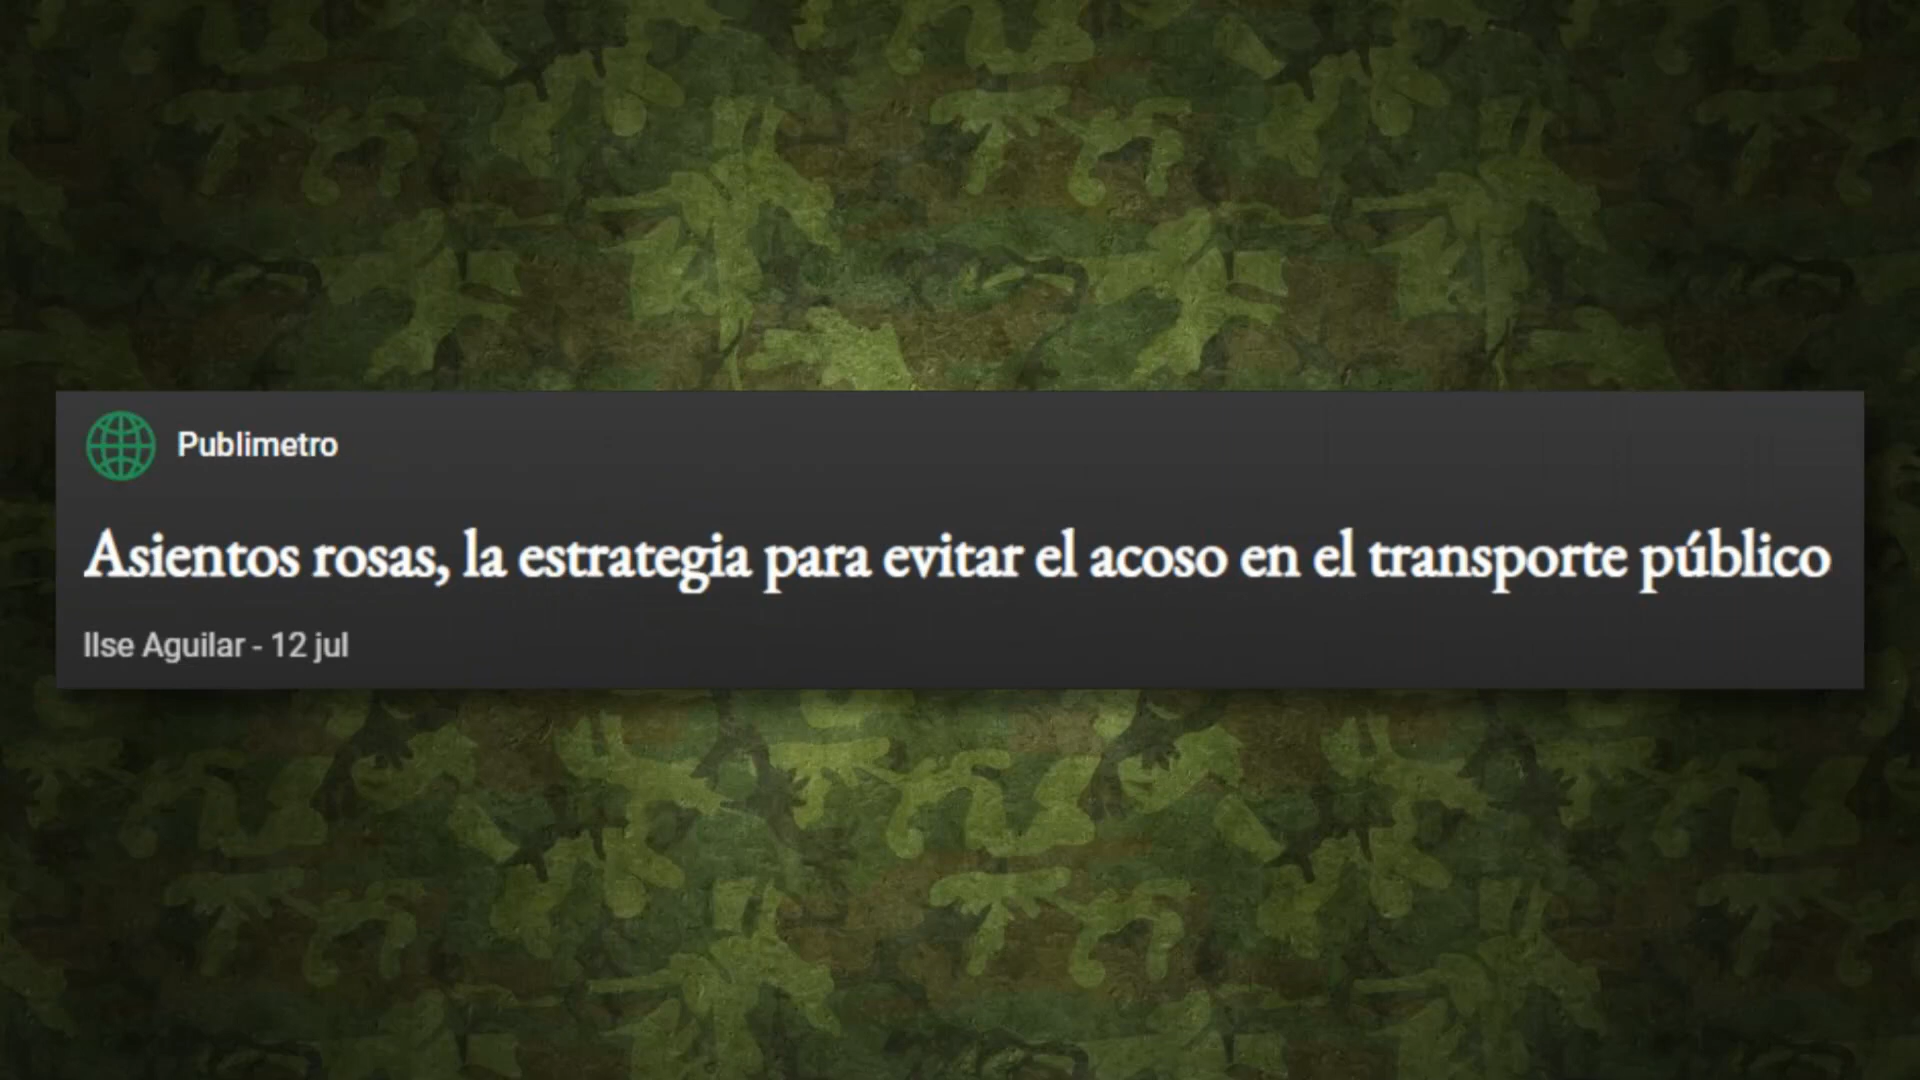 Publimetro
Asientos rosas, la estrategia para evitar el acoso en el transporte público
Ilse Aguilar - 12 jul